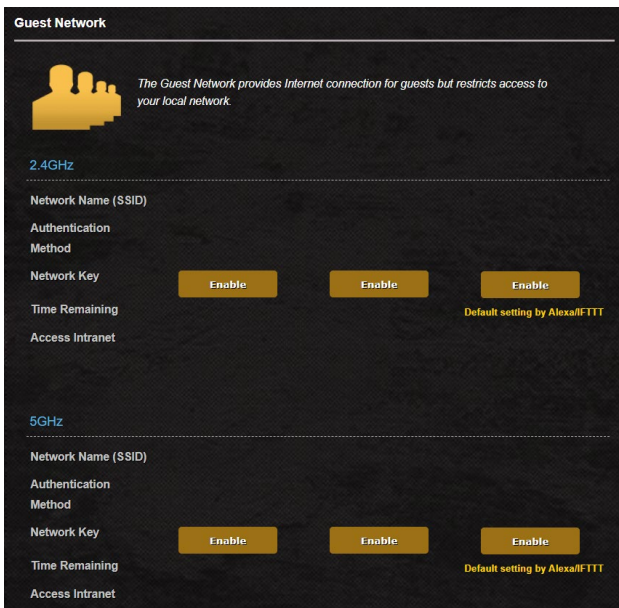 Guest Network
The Guest Network provides Internet connection for guests but restricts access to
your local network.
2.4GHz
Network Name (SSID)
Authentication
Method
Network Key
Enable Enable Enable
Time Remaining
Default setting by Alexa/IFTTT
Access Intranet
5GHz
Network Name (SSID)
Authentication
Method
Network Key
Enable Enable Enable
Time Remaining
Default setting by Alexa/IFTTT
Access Intranet